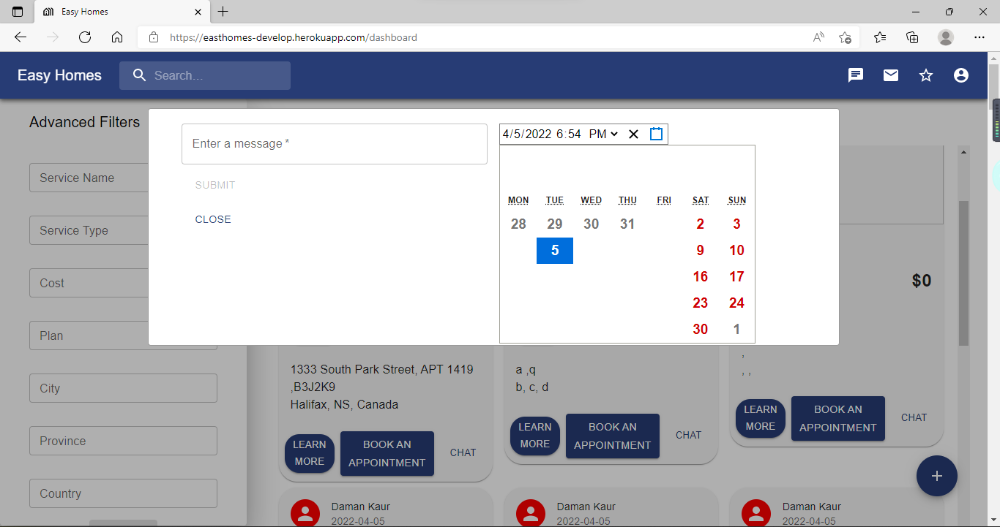 Easy Homes
https://easthomes-develop.herokuapp.com/dashboard
Easy Homes
Search...
Advanced Filters
Service Name
Service Type
Cost
Plan
City
Province
Country
Enter a message *
SUBMIT
CLOSE
4/5/2022 6:54 PM
MON TUE WED THU FRI SAT SUN
28 29 30 31 2 3
5 9 10
16 17
23 24
30 1
$0
1333 South Park Street, APT 1419
,B3J2K9
Halifax, NS, Canada
LEARN MORE
BOOK AN APPOINTMENT
CHAT
a ,q
b, c, d
LEARN MORE
BOOK AN APPOINTMENT
CHAT
,
, ,
LEARN MORE
BOOK AN APPOINTMENT
CHAT
+
Daman Kaur
2022-04-05
Daman Kaur
2022-04-05
Daman Kaur
2022-04-05